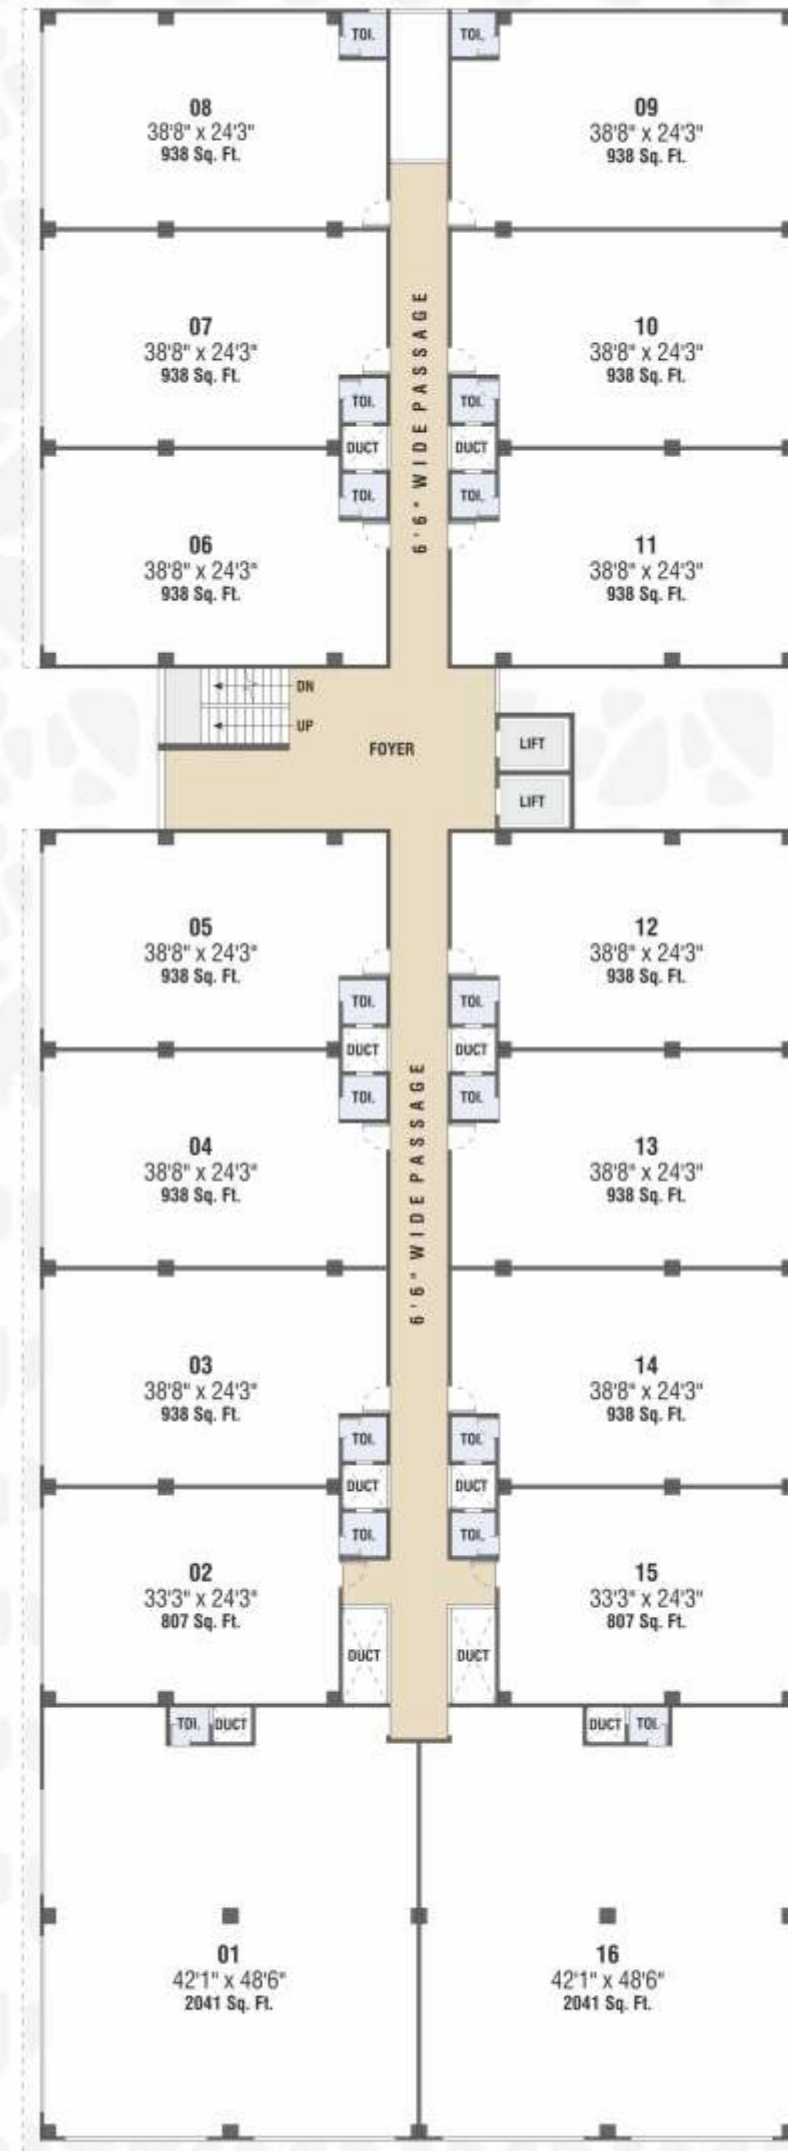 TOI.
TOI.
08
38'8" x 24'3"
938 Sq. Ft.
09
38'8" x 24'3"
938 Sq. Ft.
07
38'8" x 24'3"
938 Sq. Ft.
10
38'8" x 24'3"
938 Sq. Ft.
6'6" WIDE PASSAGE
TOI.
TOI.
DUCT
DUCT
TOI.
TOI.
06
38'8" x 24'3"
938 Sq. Ft.
11
38'8" x 24'3"
938 Sq. Ft.
DN
UP
FOYER
LIFT
LIFT
05
38'8" x 24'3"
938 Sq. Ft.
12
38'8" x 24'3"
938 Sq. Ft.
TOI.
TOI.
DUCT
DUCT
TOI.
TOI.
6'6" WIDE PASSAGE
04
38'8" x 24'3"
938 Sq. Ft.
13
38'8" x 24'3"
938 Sq. Ft.
03
38'8" x 24'3"
938 Sq. Ft.
14
38'8" x 24'3"
938 Sq. Ft.
TOI.
TOI.
DUCT
DUCT
TOI.
TOI.
02
33'3" x 24'3"
807 Sq. Ft.
15
33'3" x 24'3"
807 Sq. Ft.
DUCT
DUCT
TOI.
DUCT
DUCT
TOI.
01
42'1" x 48'6"
2041 Sq. Ft.
16
42'1" x 48'6"
2041 Sq. Ft.